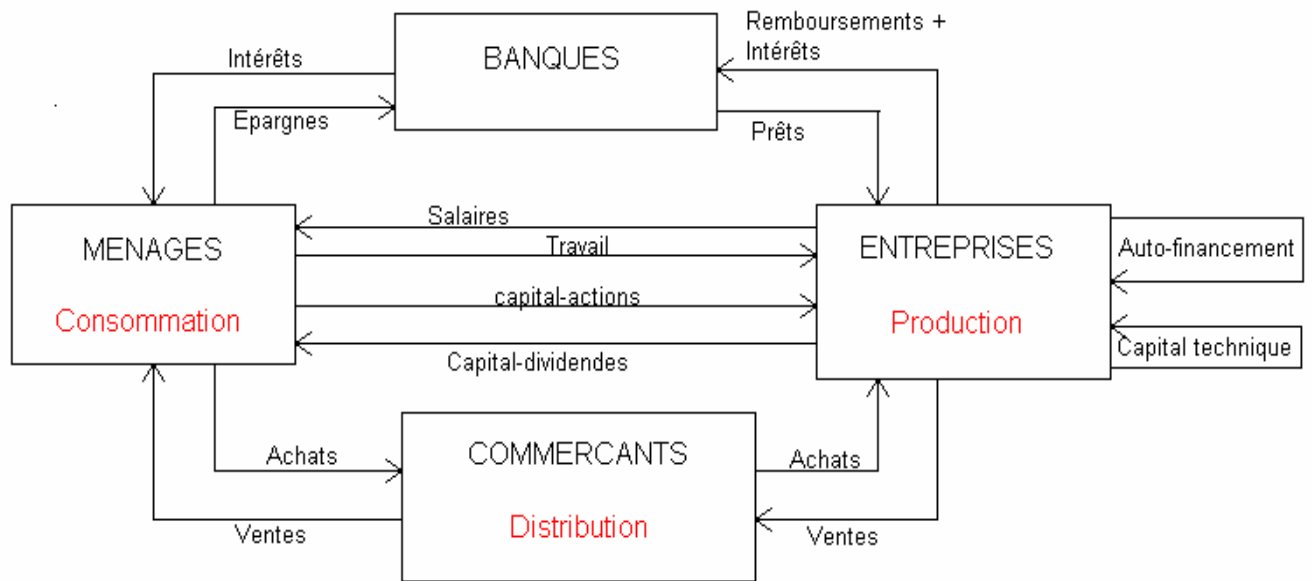 Remboursements +
Intérêts
Intérêts
BANQUES
Epargnes
Prêts
Salaires
MENAGES
Travail
ENTREPRISES
Auto-financement
capital-actions
Consommation
Production
Capital technique
Capital-dividendes
Achats
COMMERCANTS
Achats
Distribution
Ventes
Ventes